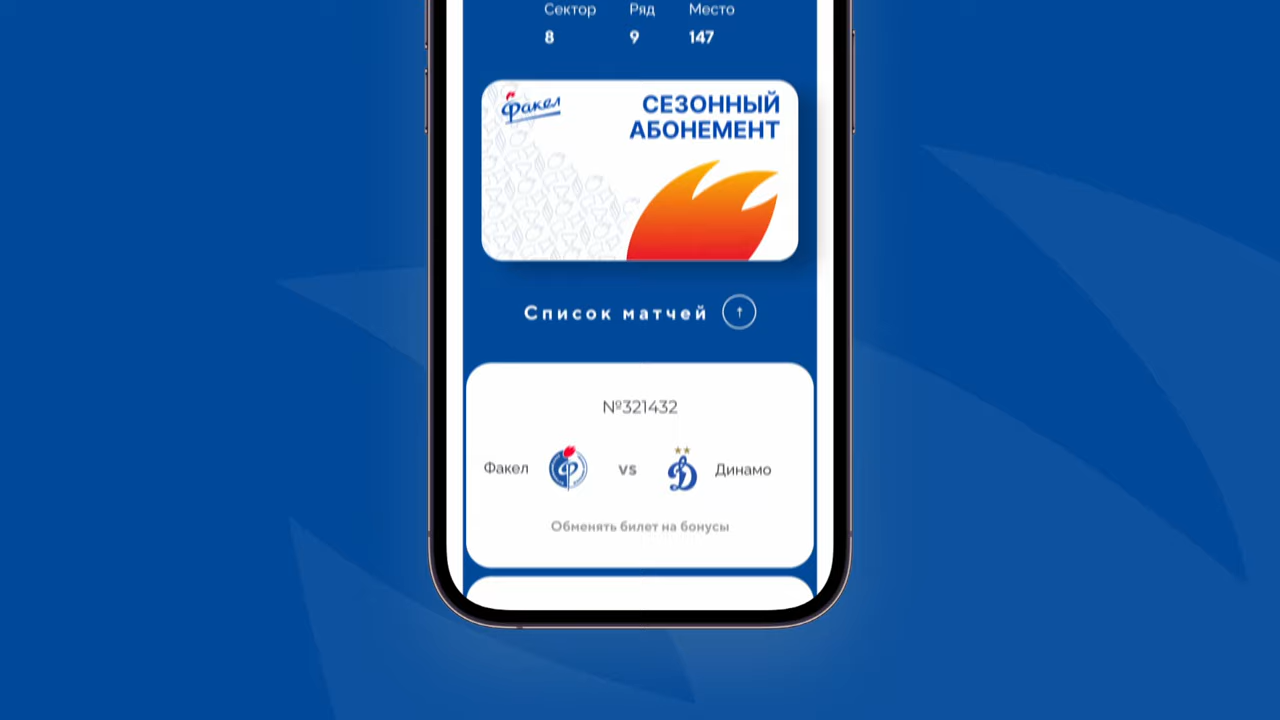 Сектор Ряд Место
8 9 147
Факел
СЕЗОННЫЙ
АБОНЕМЕНТ
Список матчей
№321432
Факел vs Динамо
Обменять билет на бонусы